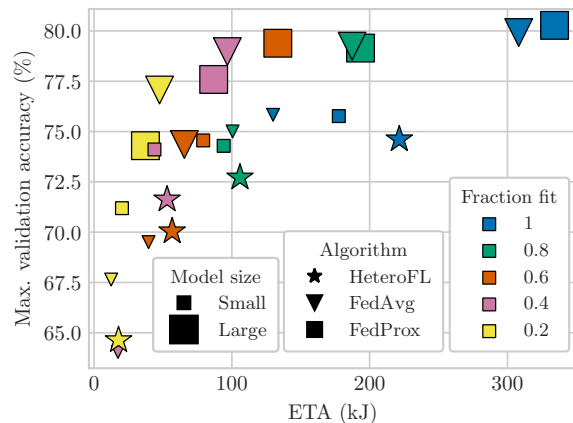 Max. validation accuracy (%)
80.0
77.5
75.0
72.5
70.0
67.5
65.0
0
100
200
300
ETA (kJ)
Model size
Small
Large
Algorithm
HeteroFL
FedAvg
FedProx
Fraction fit
1
0.8
0.6
0.4
0.2